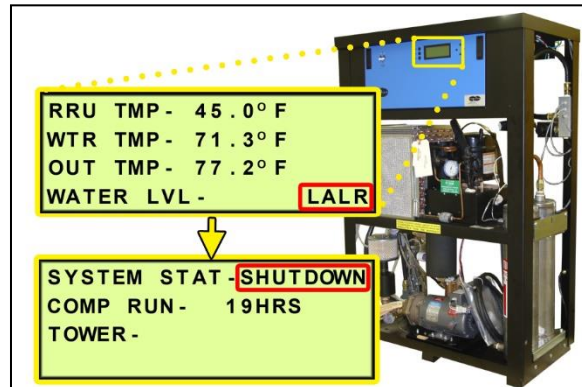 RRU TMP- 45.0°F
WTR TMP- 71.3°F
OUT TMP- 77.2°F
WATER LVL- LALR
SYSTEM STAT-SHUTDOWN
COMP RUN- 19HRS
TOWER-